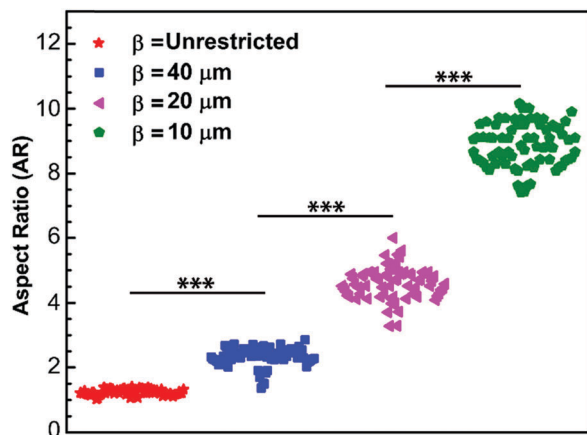 12
10
8
6
4
2
0
Aspect Ratio (AR)
β = Unrestricted
β = 40 μm
β = 20 μm
β = 10 μm
***
***
***